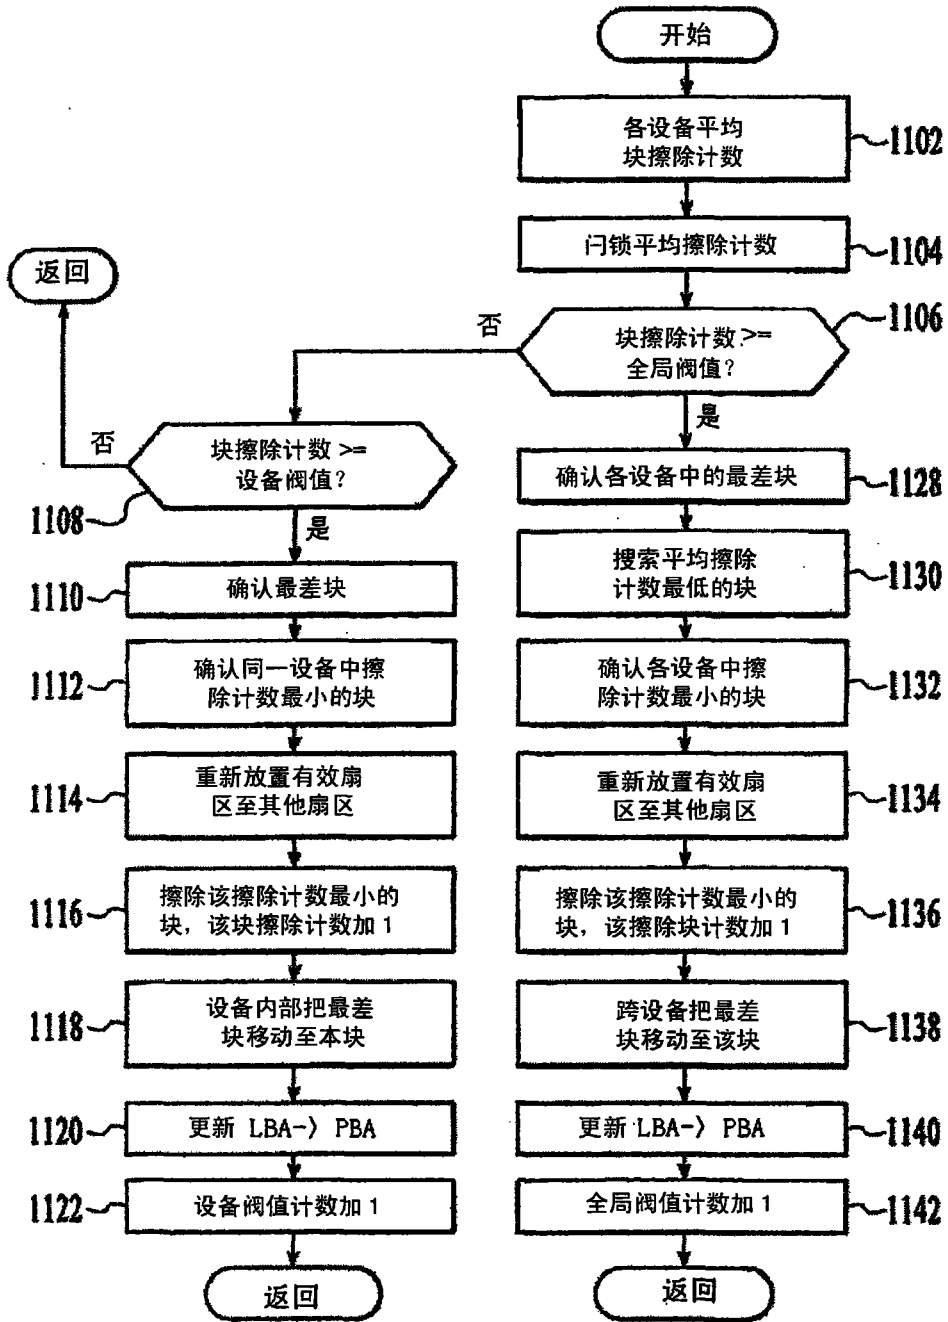 开始
各设备平均
块擦除计数
1102
闩锁平均擦除计数
1104
返回
块擦除计数 >=
全局阀值?
1106
否
是
块擦除计数 >=
设备阀值?
1108
否
是
确认各设备中的最差块
1128
搜索平均擦除
计数最低的块
1130
确认最差块
1110
确认同一设备中擦
除计数最小的块
1112
确认各设备中擦
除计数最小的块
1132
重新放置有效扇
区至其他扇区
1114
重新放置有效扇
区至其他扇区
1134
擦除该擦除计数最小的
块，该块擦除计数加 1
1116
擦除该擦除计数最小的
块，该擦除块计数加 1
1136
设备内部把最差
块移动至本块
1118
跨设备把最差
块移动至该块
1138
更新 LBA-> PBA
1120
更新 LBA-> PBA
1140
设备阀值计数加 1
1122
全局阀值计数加 1
1142
返回
返回